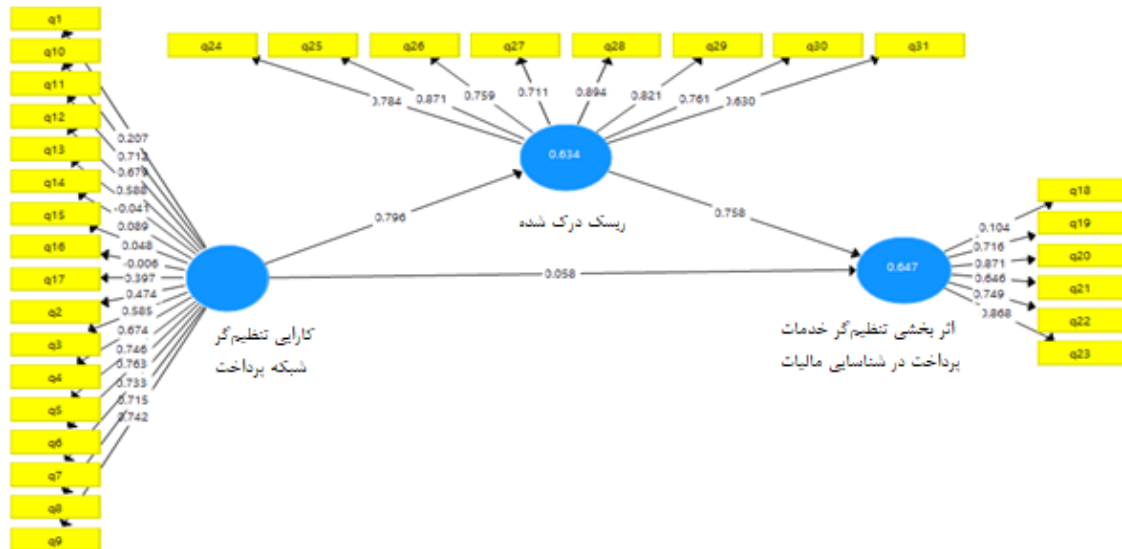 q1
q10
q11
q12
q13
q14
q15
q16
q17
q2
q3
q4
q5
q6
q7
q8
q9
0.207
0.712
0.679
0.588
-0.041
0.089
0.048
-0.006
0.397
0.474
0.585
0.674
0.746
0.763
0.733
0.715
0.742
q24
q25
q26
q27
q28
q29
q30
q31
0.784
0.871
0.759
0.711
0.894
0.821
0.761
0.630
0.634
ریسک درک شده
0.796
0.758
0.058
کارایی تنظیم‌گر
شبکه پرداخت
0.647
اثر بخشی تنظیم‌گر خدمات
پرداخت در شناسایی مالیات
0.104
0.716
0.871
0.646
0.749
0.868
q18
q19
q20
q21
q22
q23